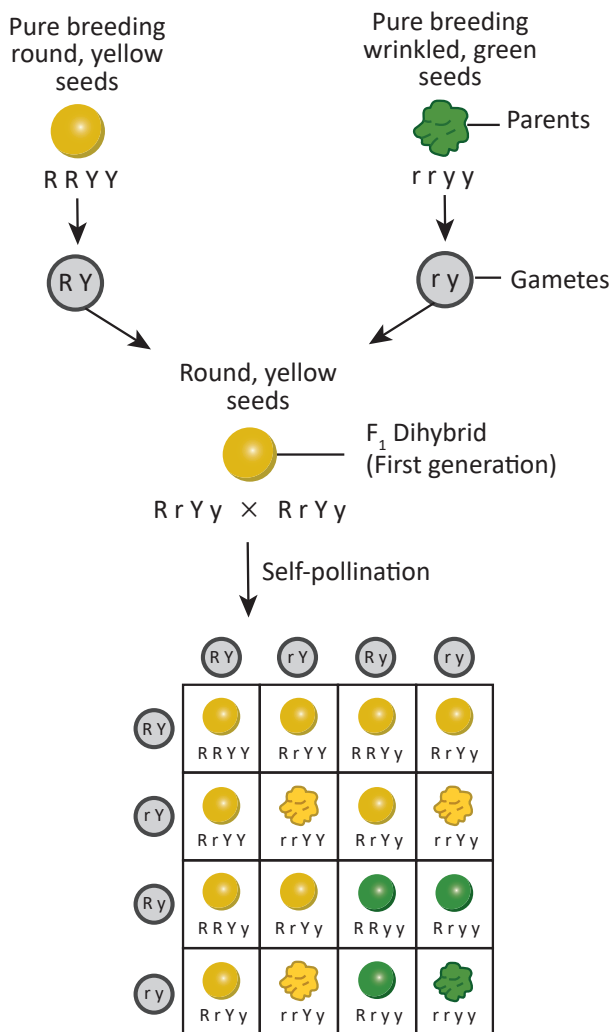 Pure breeding
round, yellow
seeds
Pure breeding
wrinkled, green
seeds
Parents
R R Y Y
r r y y
R Y
r y
Gametes
Round, yellow
seeds
F₁ Dihybrid
(First generation)
R r Y y × R r Y y
Self-pollination
R Y r Y R y r y
R Y
R R Y Y R r Y Y R R Y y R r Y y
r Y
R r Y Y r r Y Y R r Y y r r Y y
R y
R R Y y R r Y y R R y y R r y y
r y
R r Y y r r Y y R r y y r r y y